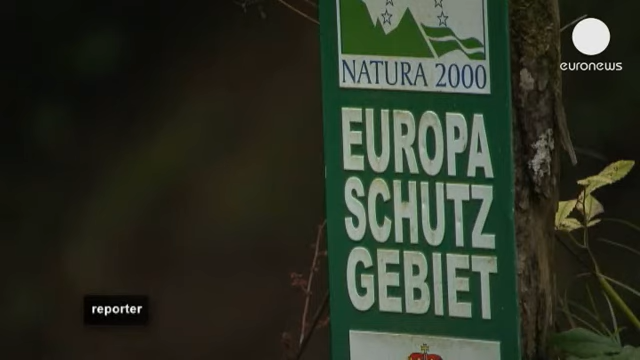 euronews
NATURA 2000
EUROPA
SCHUTZ
GEBIET
reporter